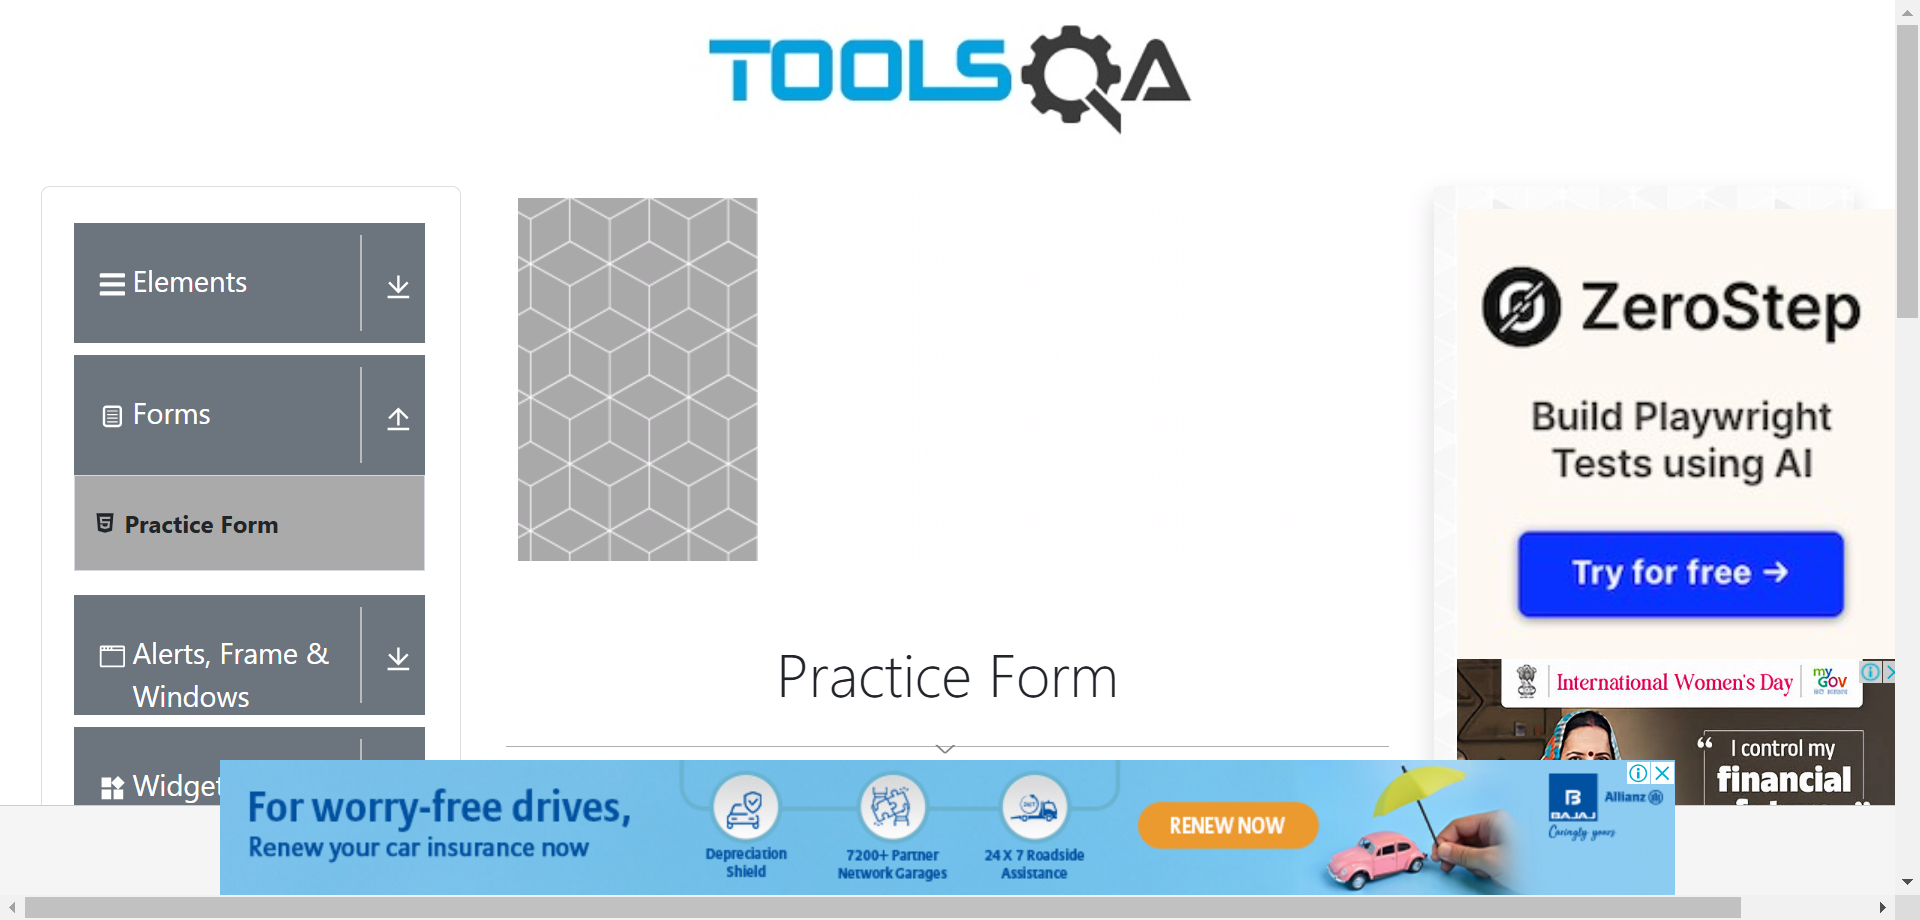 TOOLSQA
Elements
Forms
Practice Form
Alerts, Frame &
Windows
Practice Form
ZeroStep
Build Playwright
Tests using AI
Try for free →
International Women's Day
my
GOV
“ I control my
financial
For worry-free drives,
Renew your car insurance now
Depreciation
Shield
7200+ Partner
Network Garages
24 X 7 Roadside
Assistance
RENEW NOW
B
BAJAJ
Allianz
Caringly yours